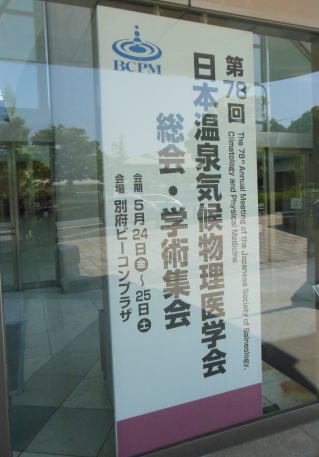 BCPM
第78回
The 78th Annual Meeting of the Japanese Society of Balneology,
Climatology and Physical Medicine
日本温泉気候物理医学会
総会・学術集会
会期 5月24日㊎～25日㊏
会場 別府ビーコンプラザ